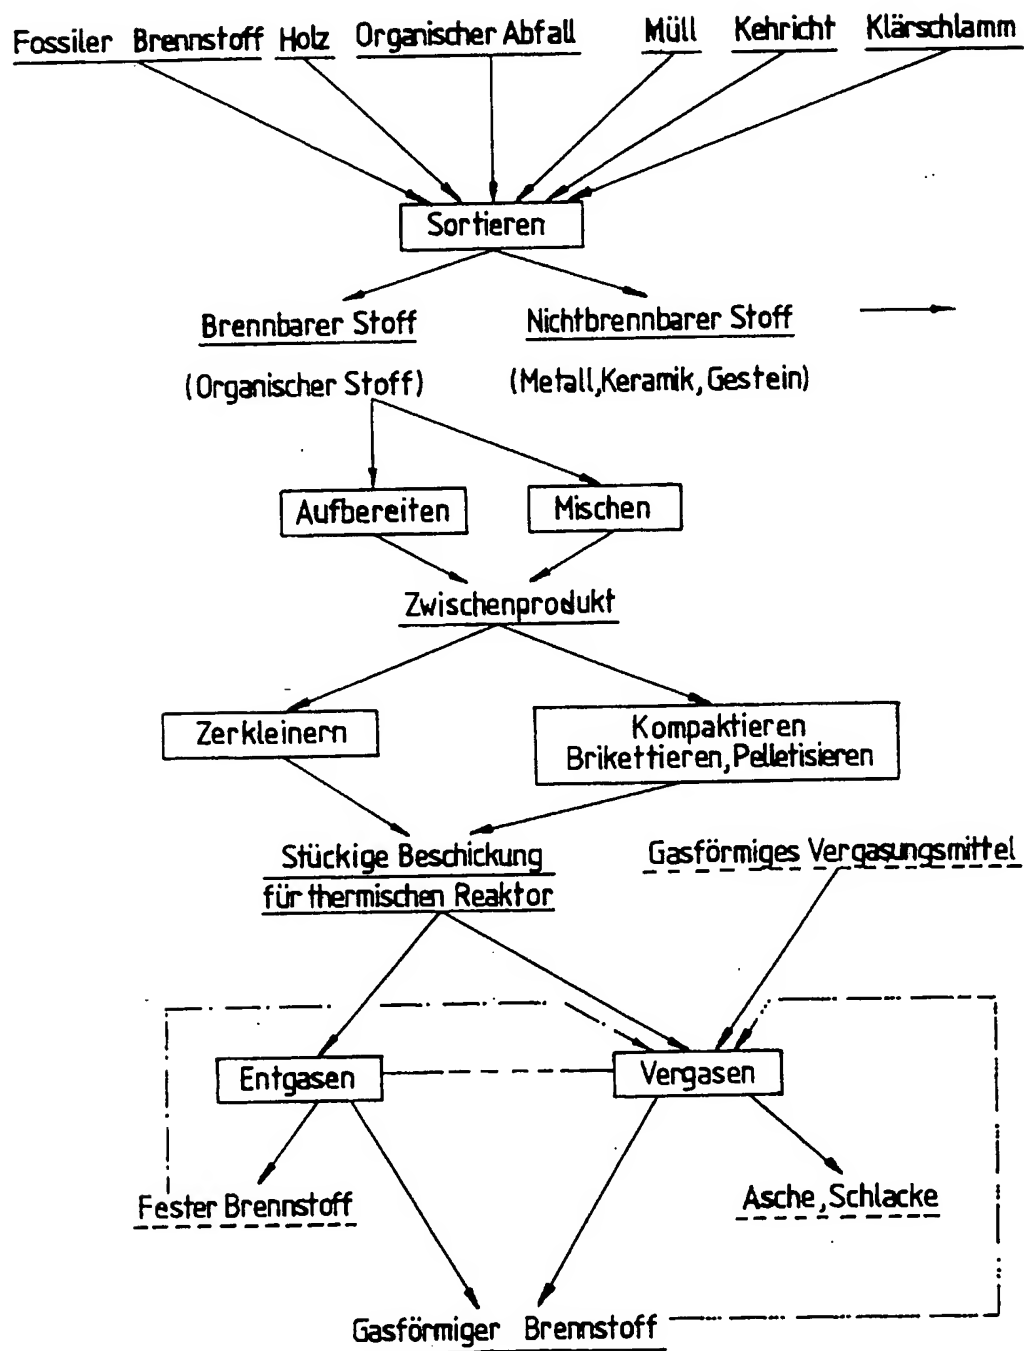 Fossiler Brennstoff Holz Organischer Abfall Müll Kehricht Klärschlamm
Sortieren
Brennbarer Stoff Nichtbrennbarer Stoff
(Organischer Stoff) (Metall, Keramik, Gestein)
Aufbereiten Mischen
Zwischenprodukt
Zerkleinern
Kompaktieren
Brikettieren, Pelletisieren
Stückige Beschickung
für thermischen Reaktor
Gasförmiges Vergasungsmittel
Entgasen Vergasen
Fester Brennstoff Asche, Schlacke
Gasförmiger Brennstoff